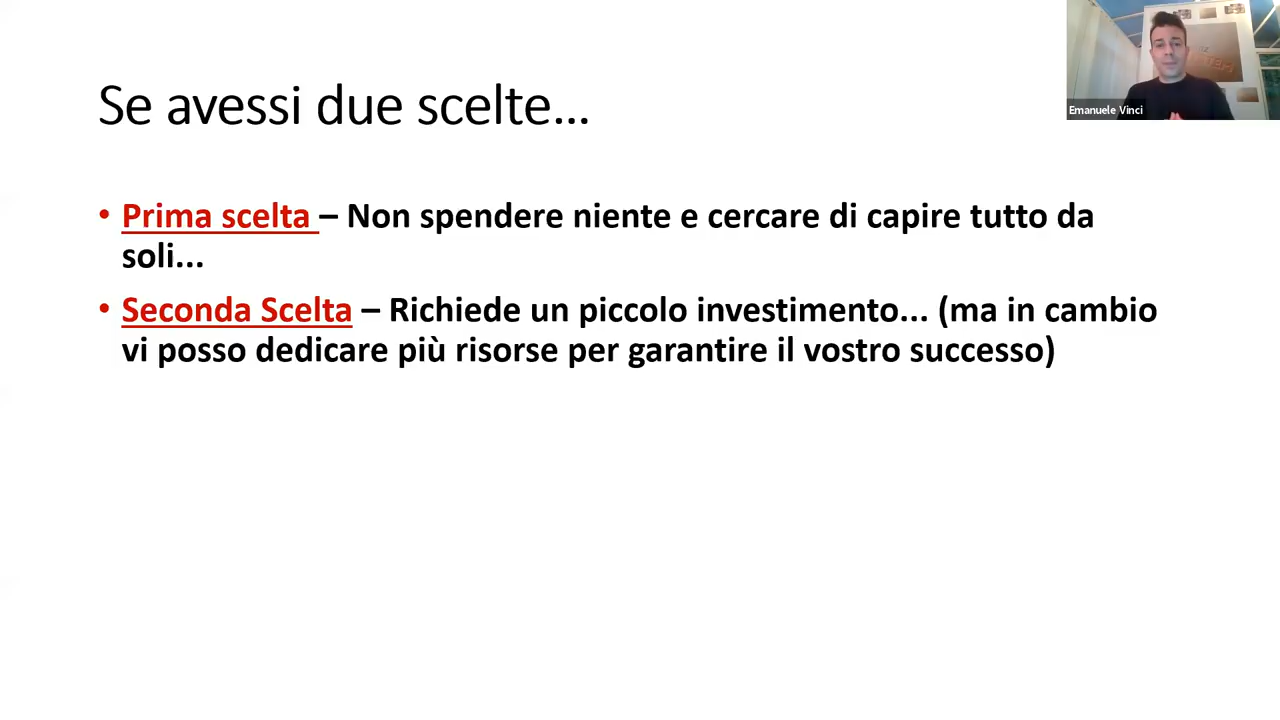 Se avessi due scelte...
Emanuele Vinci
• Prima scelta – Non spendere niente e cercare di capire tutto da
soli...
• Seconda Scelta – Richiede un piccolo investimento... (ma in cambio
vi posso dedicare più risorse per garantire il vostro successo)